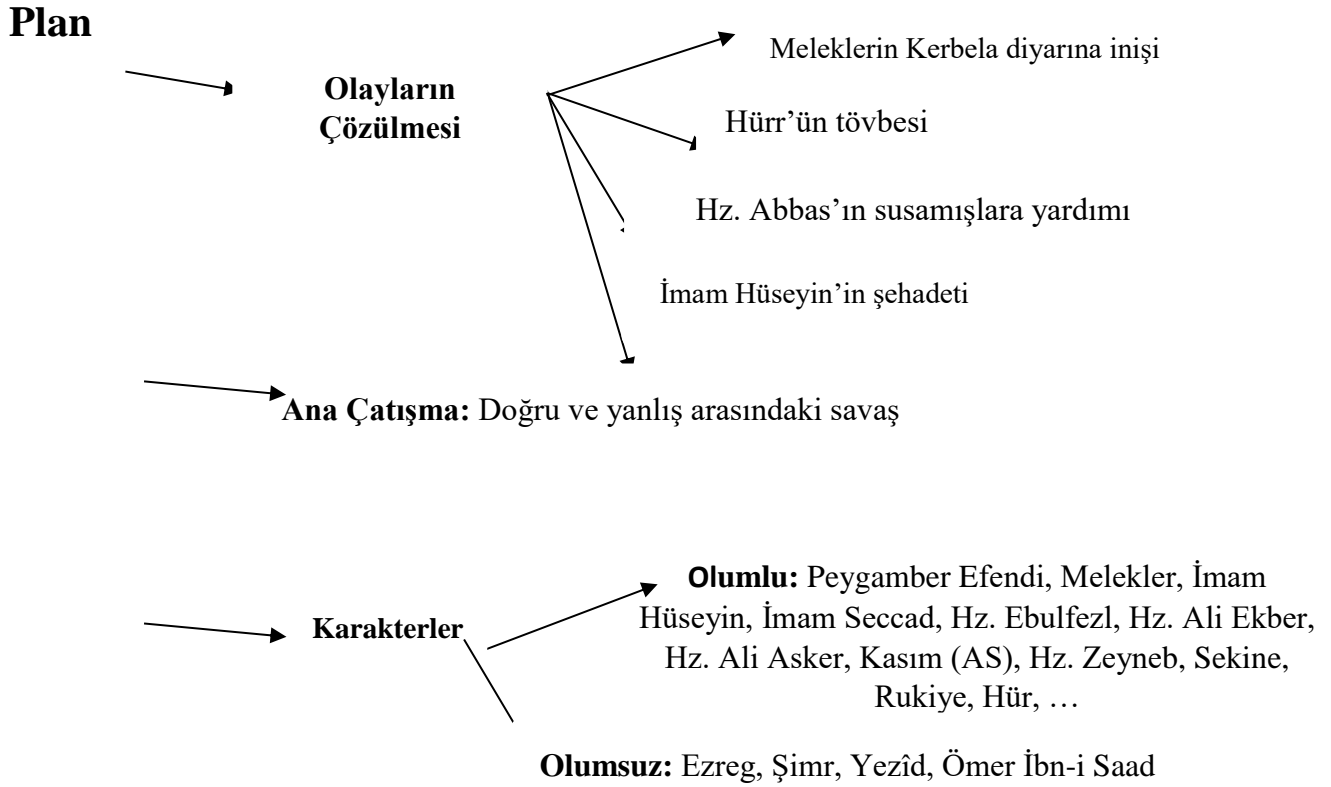 Plan
Olayların
Çözülmesi
Meleklerin Kerbela diyarına inişi
Hürr’ün tövbesi
Hz. Abbas’ın susamışlara yardımı
İmam Hüseyin’in şehadeti
Ana Çatışma: Doğru ve yanlış arasındaki savaş
Karakterler
Olumlu: Peygamber Efendi, Melekler, İmam
Hüseyin, İmam Seccad, Hz. Ebulfezl, Hz. Ali Ekber,
Hz. Ali Asker, Kasım (AS), Hz. Zeyneb, Sekine,
Rukiye, Hür, …
Olumsuz: Ezreg, Şimr, Yezîd, Ömer İbn-i Saad